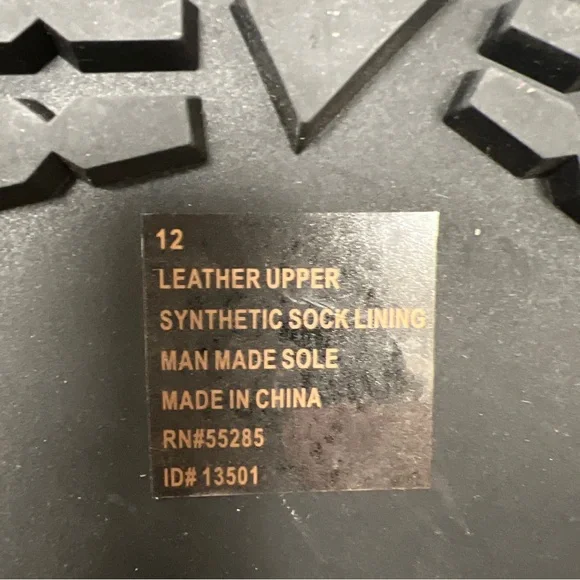 12
LEATHER UPPER
SYNTHETIC SOCK LINING
MAN MADE SOLE
MADE IN CHINA
RN#55285
ID# 13501